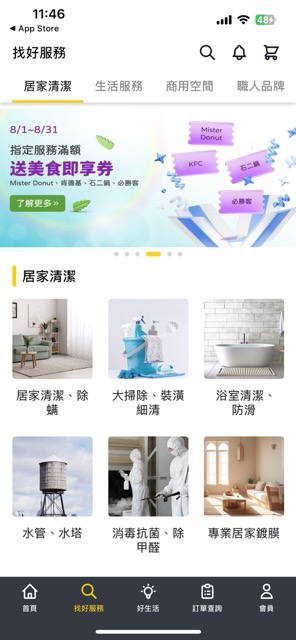 11:46
48
App Store
找好服務
居家清潔
生活服務
商用空間
職人品牌
8/1~8/31
指定服務滿額
送美食即享券
Mister Donut、肯德基、石二鍋、必勝客
了解更多»
Mister
Donut
KFC
石二鍋
必勝客
居家清潔
居家清潔、除
蟎
大掃除、裝潢
細清
浴室清潔、
防滑
水管、水塔
消毒抗菌、除
甲醛
專業居家鍍膜
首頁
找好服務
好生活
訂單查詢
會員